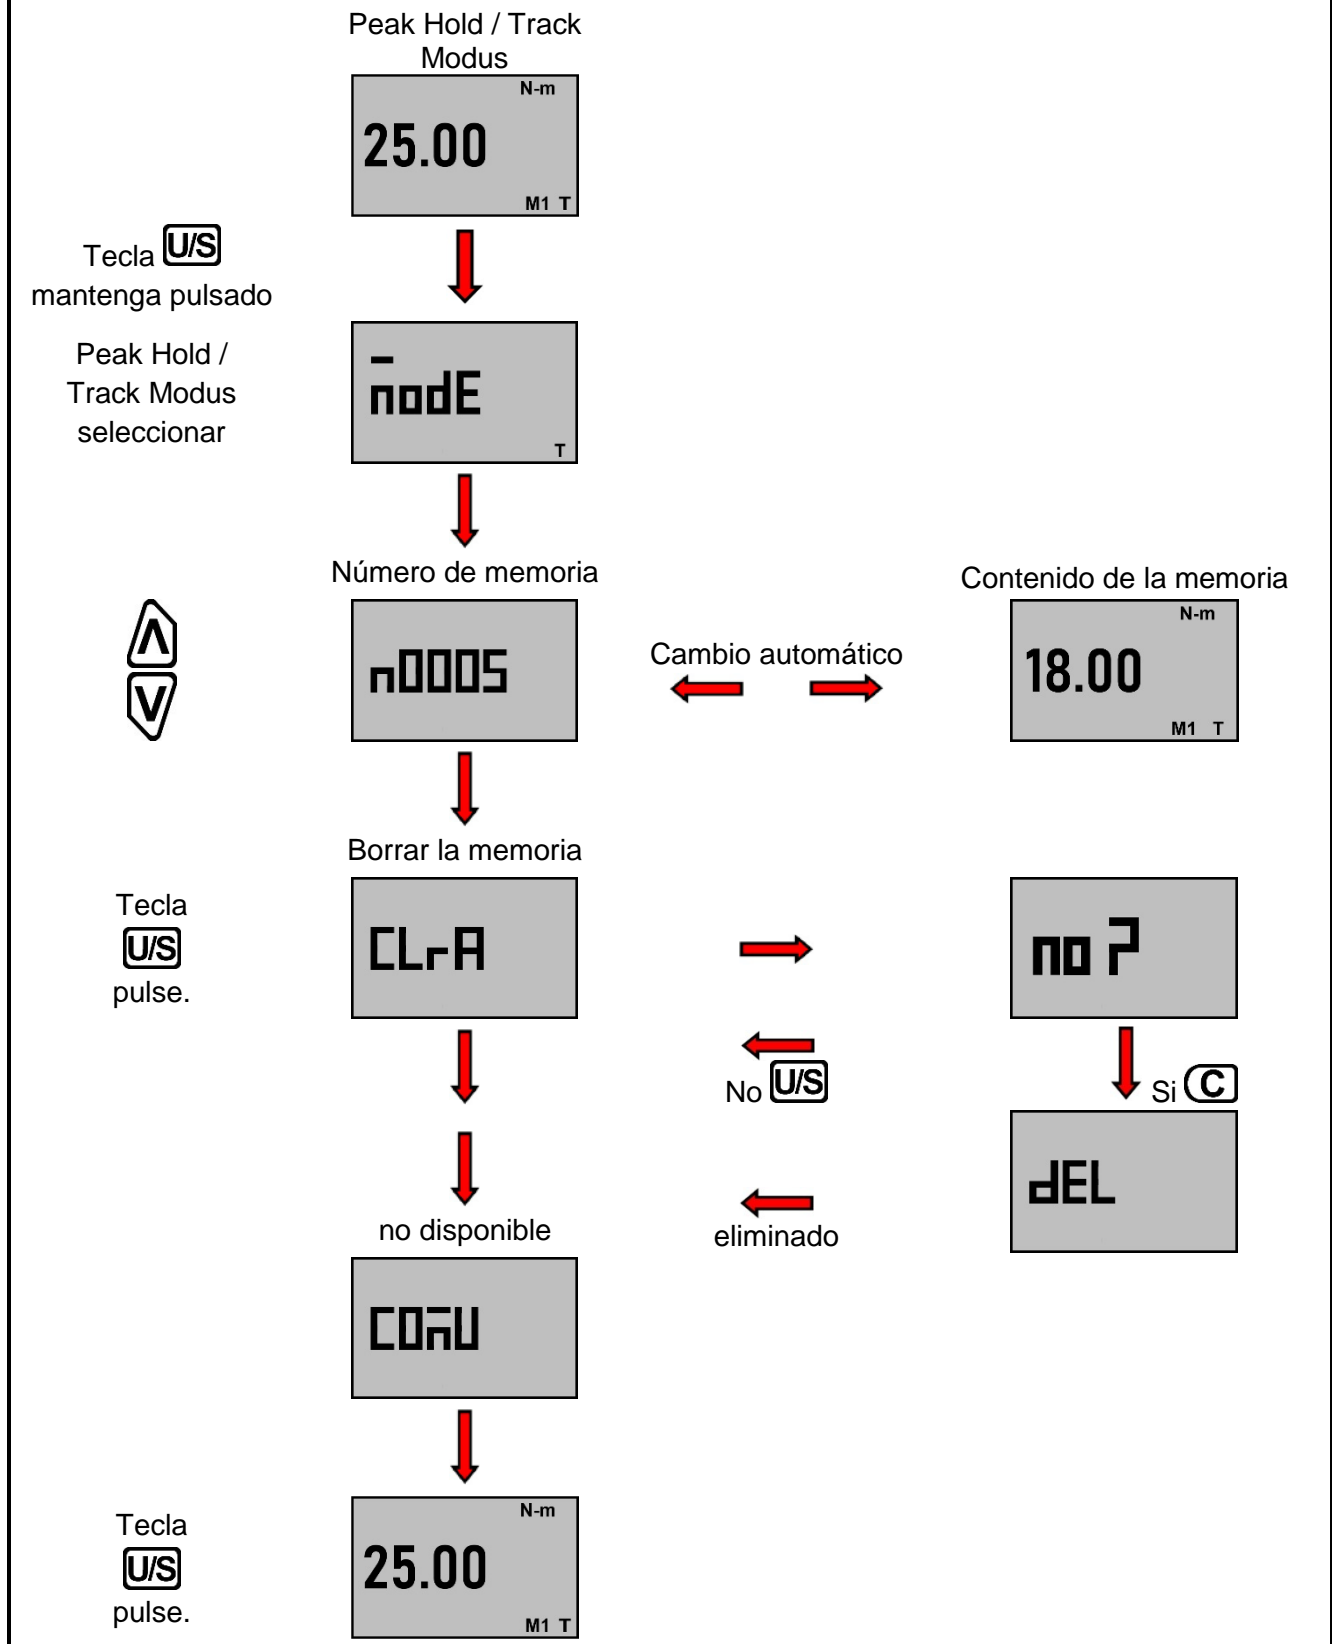 Peak Hold / Track
Modus
N-m
25.00
M1 T
Tecla U/S
mantenga pulsado
Peak Hold /
Track Modus
seleccionar
n̄odE
T
Número de memoria
Contenido de la memoria
n0005
Cambio automático
N-m
18.00
M1 T
Borrar la memoria
Tecla
U/S
pulse.
CLrA
no?
No U/S
Si C
dEL
eliminado
no disponible
COn̄U
Tecla
U/S
pulse.
N-m
25.00
M1 T